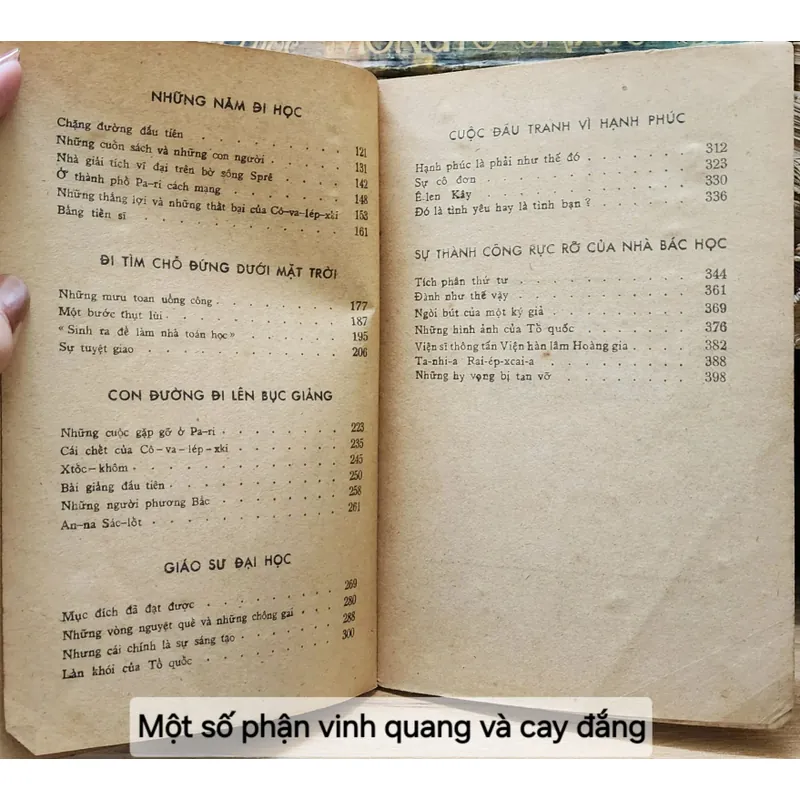 MỘNG
NHỮNG NĂM ĐI HỌC
Chặng đường đầu tiên . . . . . . . . 121
Những cuốn sách và những con người . . . . . 131
Nhà giải tích vĩ đại trên bờ sông Sprê . . . . 142
Ở thành phố Pa-ri cách mạng . . . . . . 148
Những thắng lợi và những thất bại của Cô-va-lép-xki 153
Bằng tiến sĩ . . . . . . . . . 161
ĐI TÌM CHỖ ĐỨNG DƯỚI MẶT TRỜI
Những mưu toan uổng công . . . . . . 177
Một bước thụt lùi . . . . . . . . 187
«Sinh ra để làm nhà toán học» . . . . . . 195
Sự tuyệt giao . . . . . . . . . 206
CON ĐƯỜNG ĐI LÊN BỤC GIẢNG
Những cuộc gặp gỡ ở Pa-ri . . . . . . 223
Cái chết của Cô-va-lép-xki . . . . . . 235
Xtốc-khôm . . . . . . . . . 245
Bài giảng đầu tiên . . . . . . . . 250
Những người phương Bắc . . . . . . . 258
An-na Sác-lốt . . . . . . . . . 261
GIÁO SƯ ĐẠI HỌC
Mục đích đã đạt được . . . . . . . 269
Những vòng nguyệt quế và những chông gai . . . 280
Nhưng cái chính là sự sáng tạo . . . . . 288
Làn khói của Tổ quốc . . . . . . . 300
CUỘC ĐẤU TRANH VÌ HẠNH PHÚC
Hạnh phúc là phải như thế đó . . . . . . 312
Sự cô đơn . . . . . . . . . 323
Ê-len Kây . . . . . . . . . 330
Đó là tình yêu hay là tình bạn ? . . . . . 336
SỰ THÀNH CÔNG RỰC RỠ CỦA NHÀ BÁC HỌC
Tích phân thứ tư . . . . . . . . 344
Đành như thế vậy . . . . . . . . 361
Ngòi bút của một ký giả . . . . . . . 369
Những hình ảnh của Tổ quốc . . . . . . 376
Viện sĩ thông tấn Viện hàn lâm Hoàng gia . . . 382
Ta-nhi-a Rai-ép-xcai-a . . . . . . . 388
Những hy vọng bị tan vỡ . . . . . . . 398
Một số phận vinh quang và cay đắng